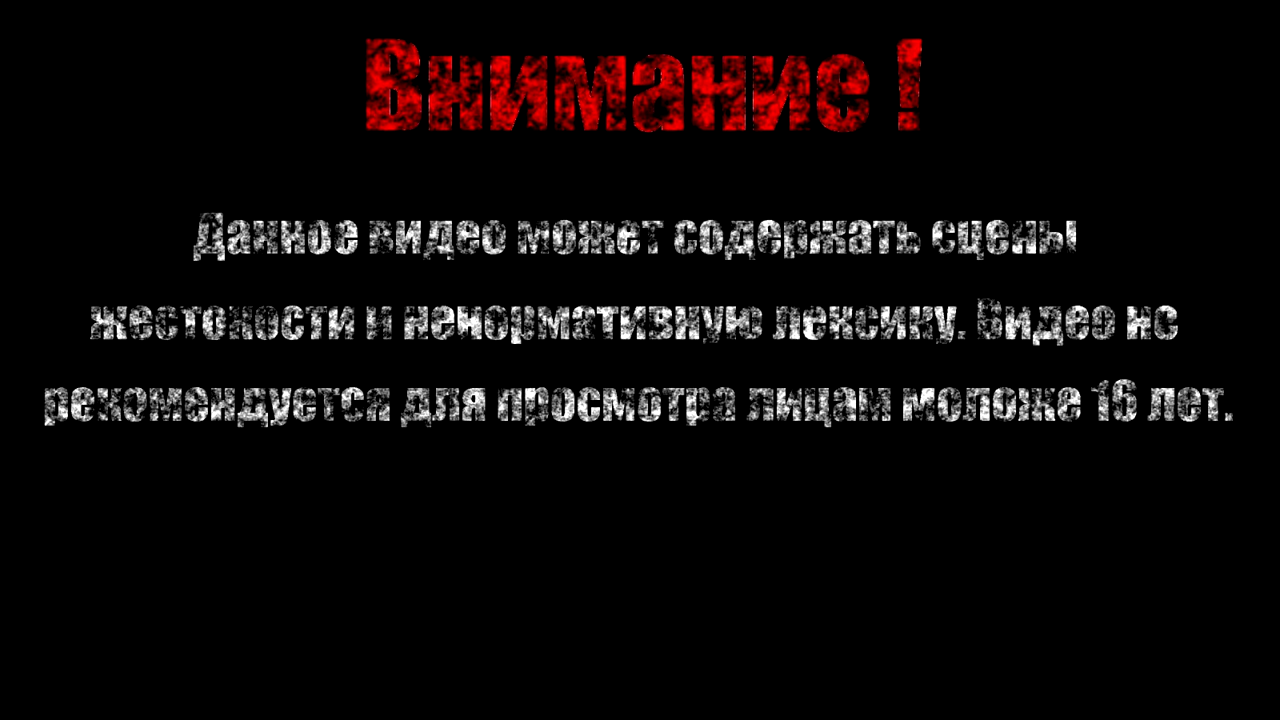 Внимание !
Данное видео может содержать сцены
жестокости и ненормативную лексику. Видео не
рекомендуется для просмотра лицам моложе 16 лет.